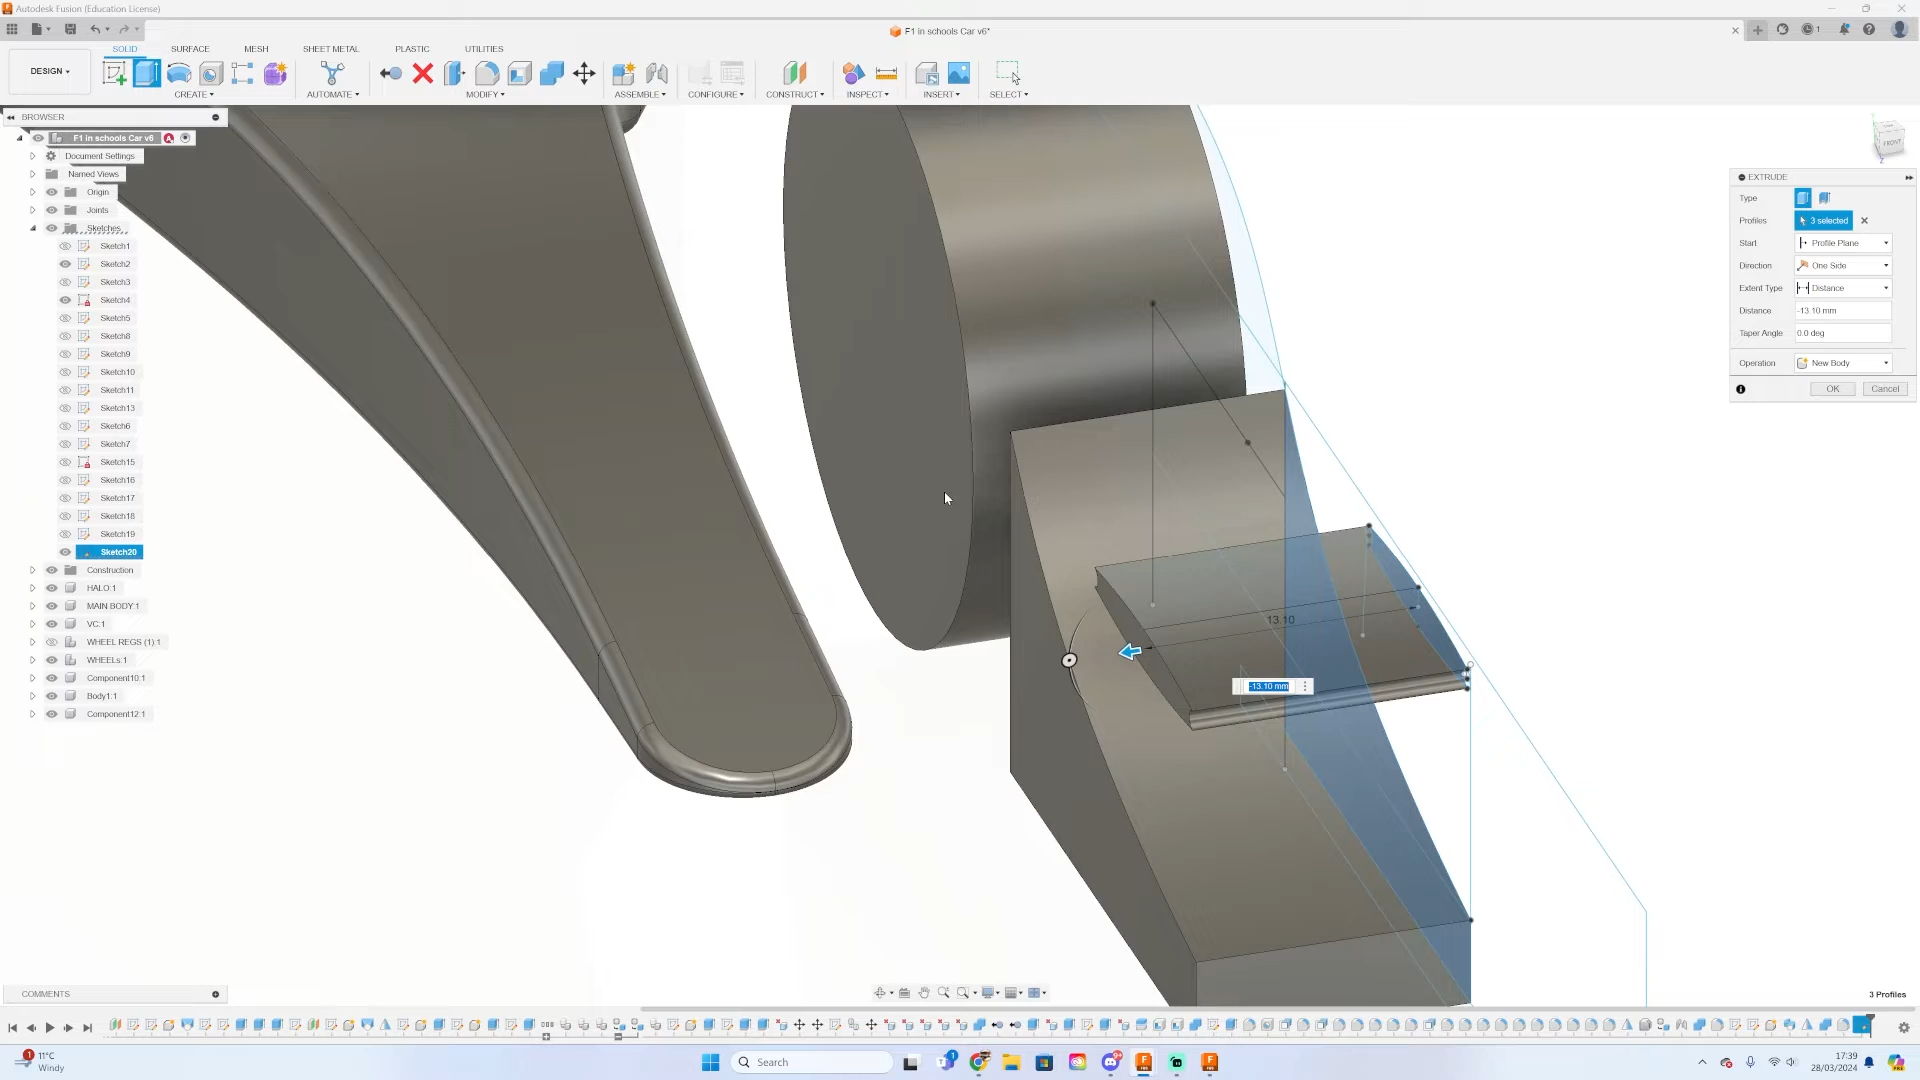 Autodesk Fusion (Education License)
F1 in schools Car v6*
1
SOLID SURFACE MESH SHEET METAL PLASTIC UTILITIES
DESIGN
CREATE AUTOMATE MODIFY ASSEMBLE CONFIGURE CONSTRUCT INSPECT INSERT SELECT
BROWSER
F1 in schools Car v6
Document Settings
Named Views
Origin
Joints
Sketches
Sketch1
Sketch2
Sketch3
Sketch4
Sketch5
Sketch8
Sketch9
Sketch10
Sketch11
Sketch13
Sketch6
Sketch7
Sketch15
Sketch16
Sketch17
Sketch18
Sketch19
Sketch20
Construction
HALO:1
MAIN BODY:1
VC:1
WHEEL REGS (1):1
WHEELs:1
Component10:1
Body1:1
Component12:1
FRONT
Z
EXTRUDE
Type
Profiles 3 selected
Start Profile Plane
Direction One Side
Extent Type Distance
Distance -13.10 mm
Taper Angle 0.0 deg
Operation New Body
OK Cancel
13.10
-13.10 mm
COMMENTS
3 Profiles
11°C
Windy
Search
17:39
28/03/2024